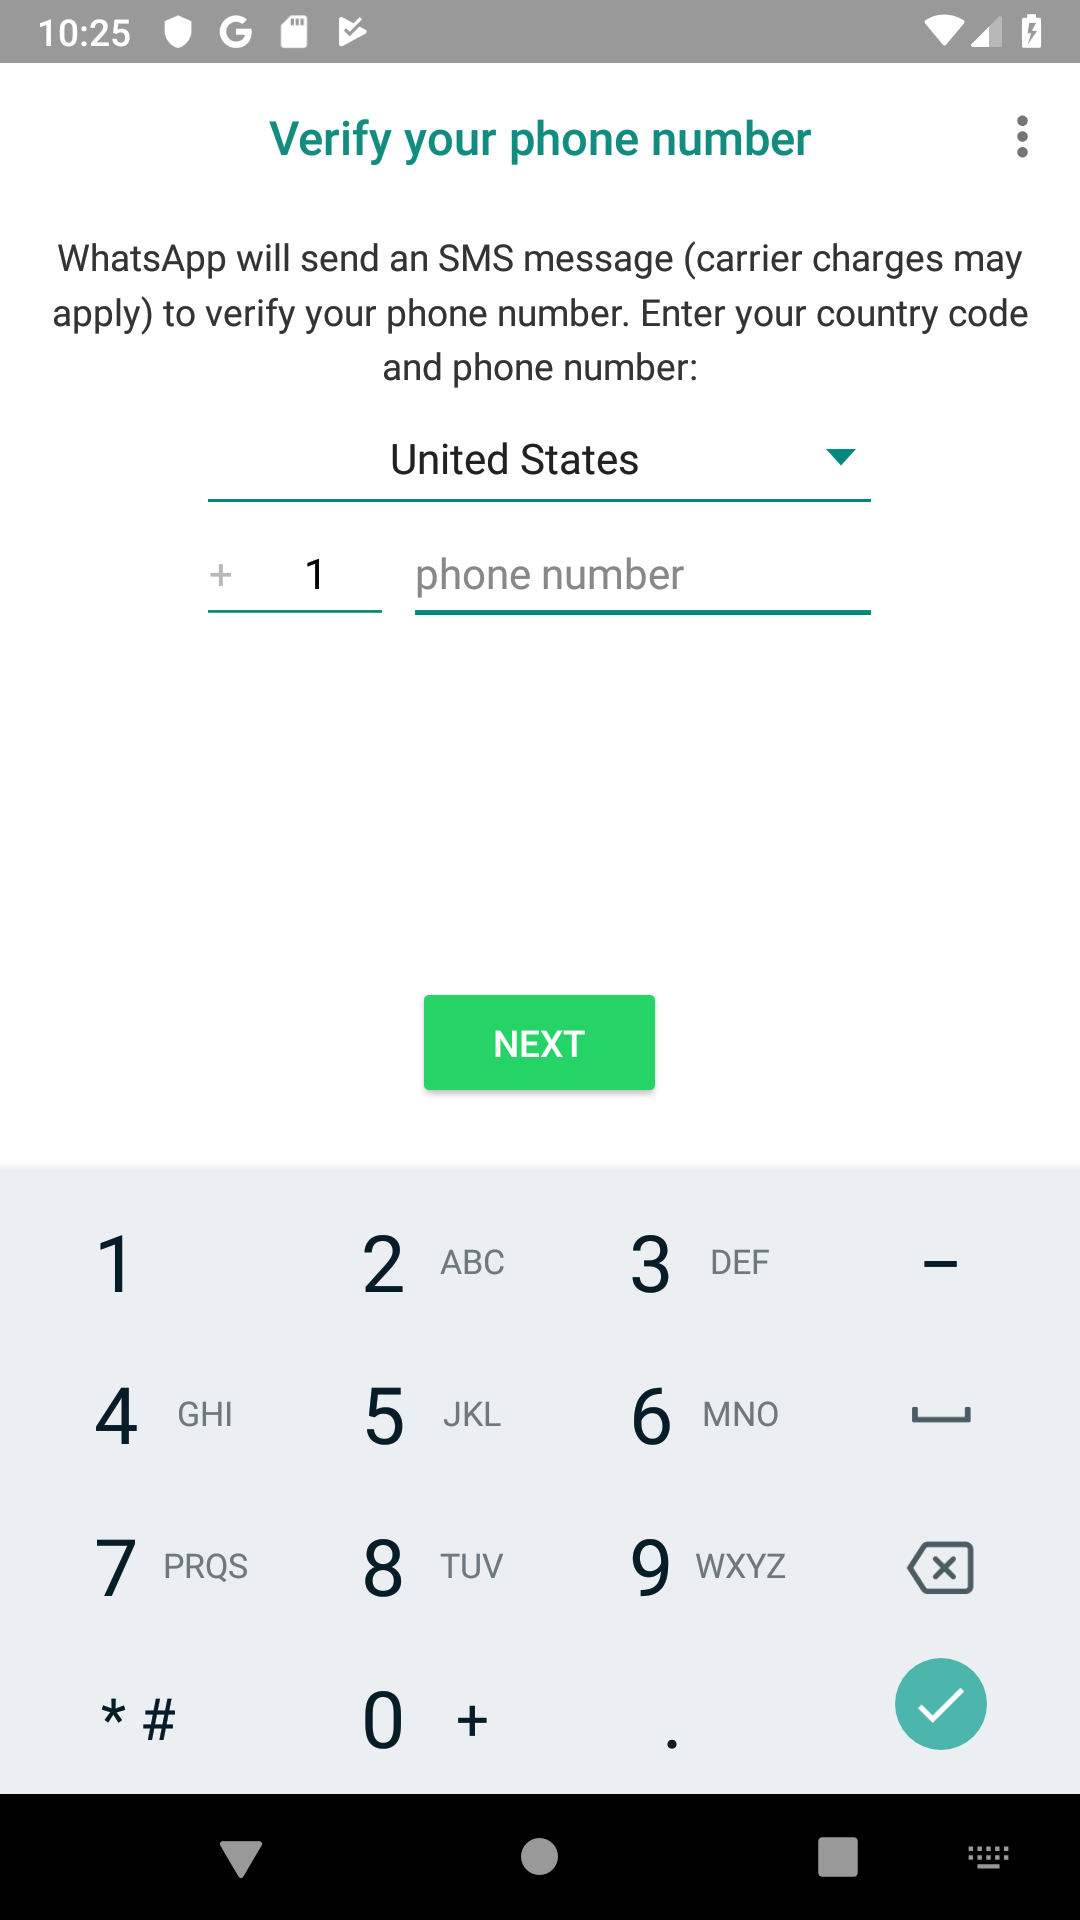 10:25
Verify your phone number
WhatsApp will send an SMS message (carrier charges may
apply) to verify your phone number. Enter your country code
and phone number:
United States
+ 1 phone number
NEXT
1 2 ABC 3 DEF –
4 GHI 5 JKL 6 MNO
7 PRQS 8 TUV 9 WXYZ
* # 0 + .